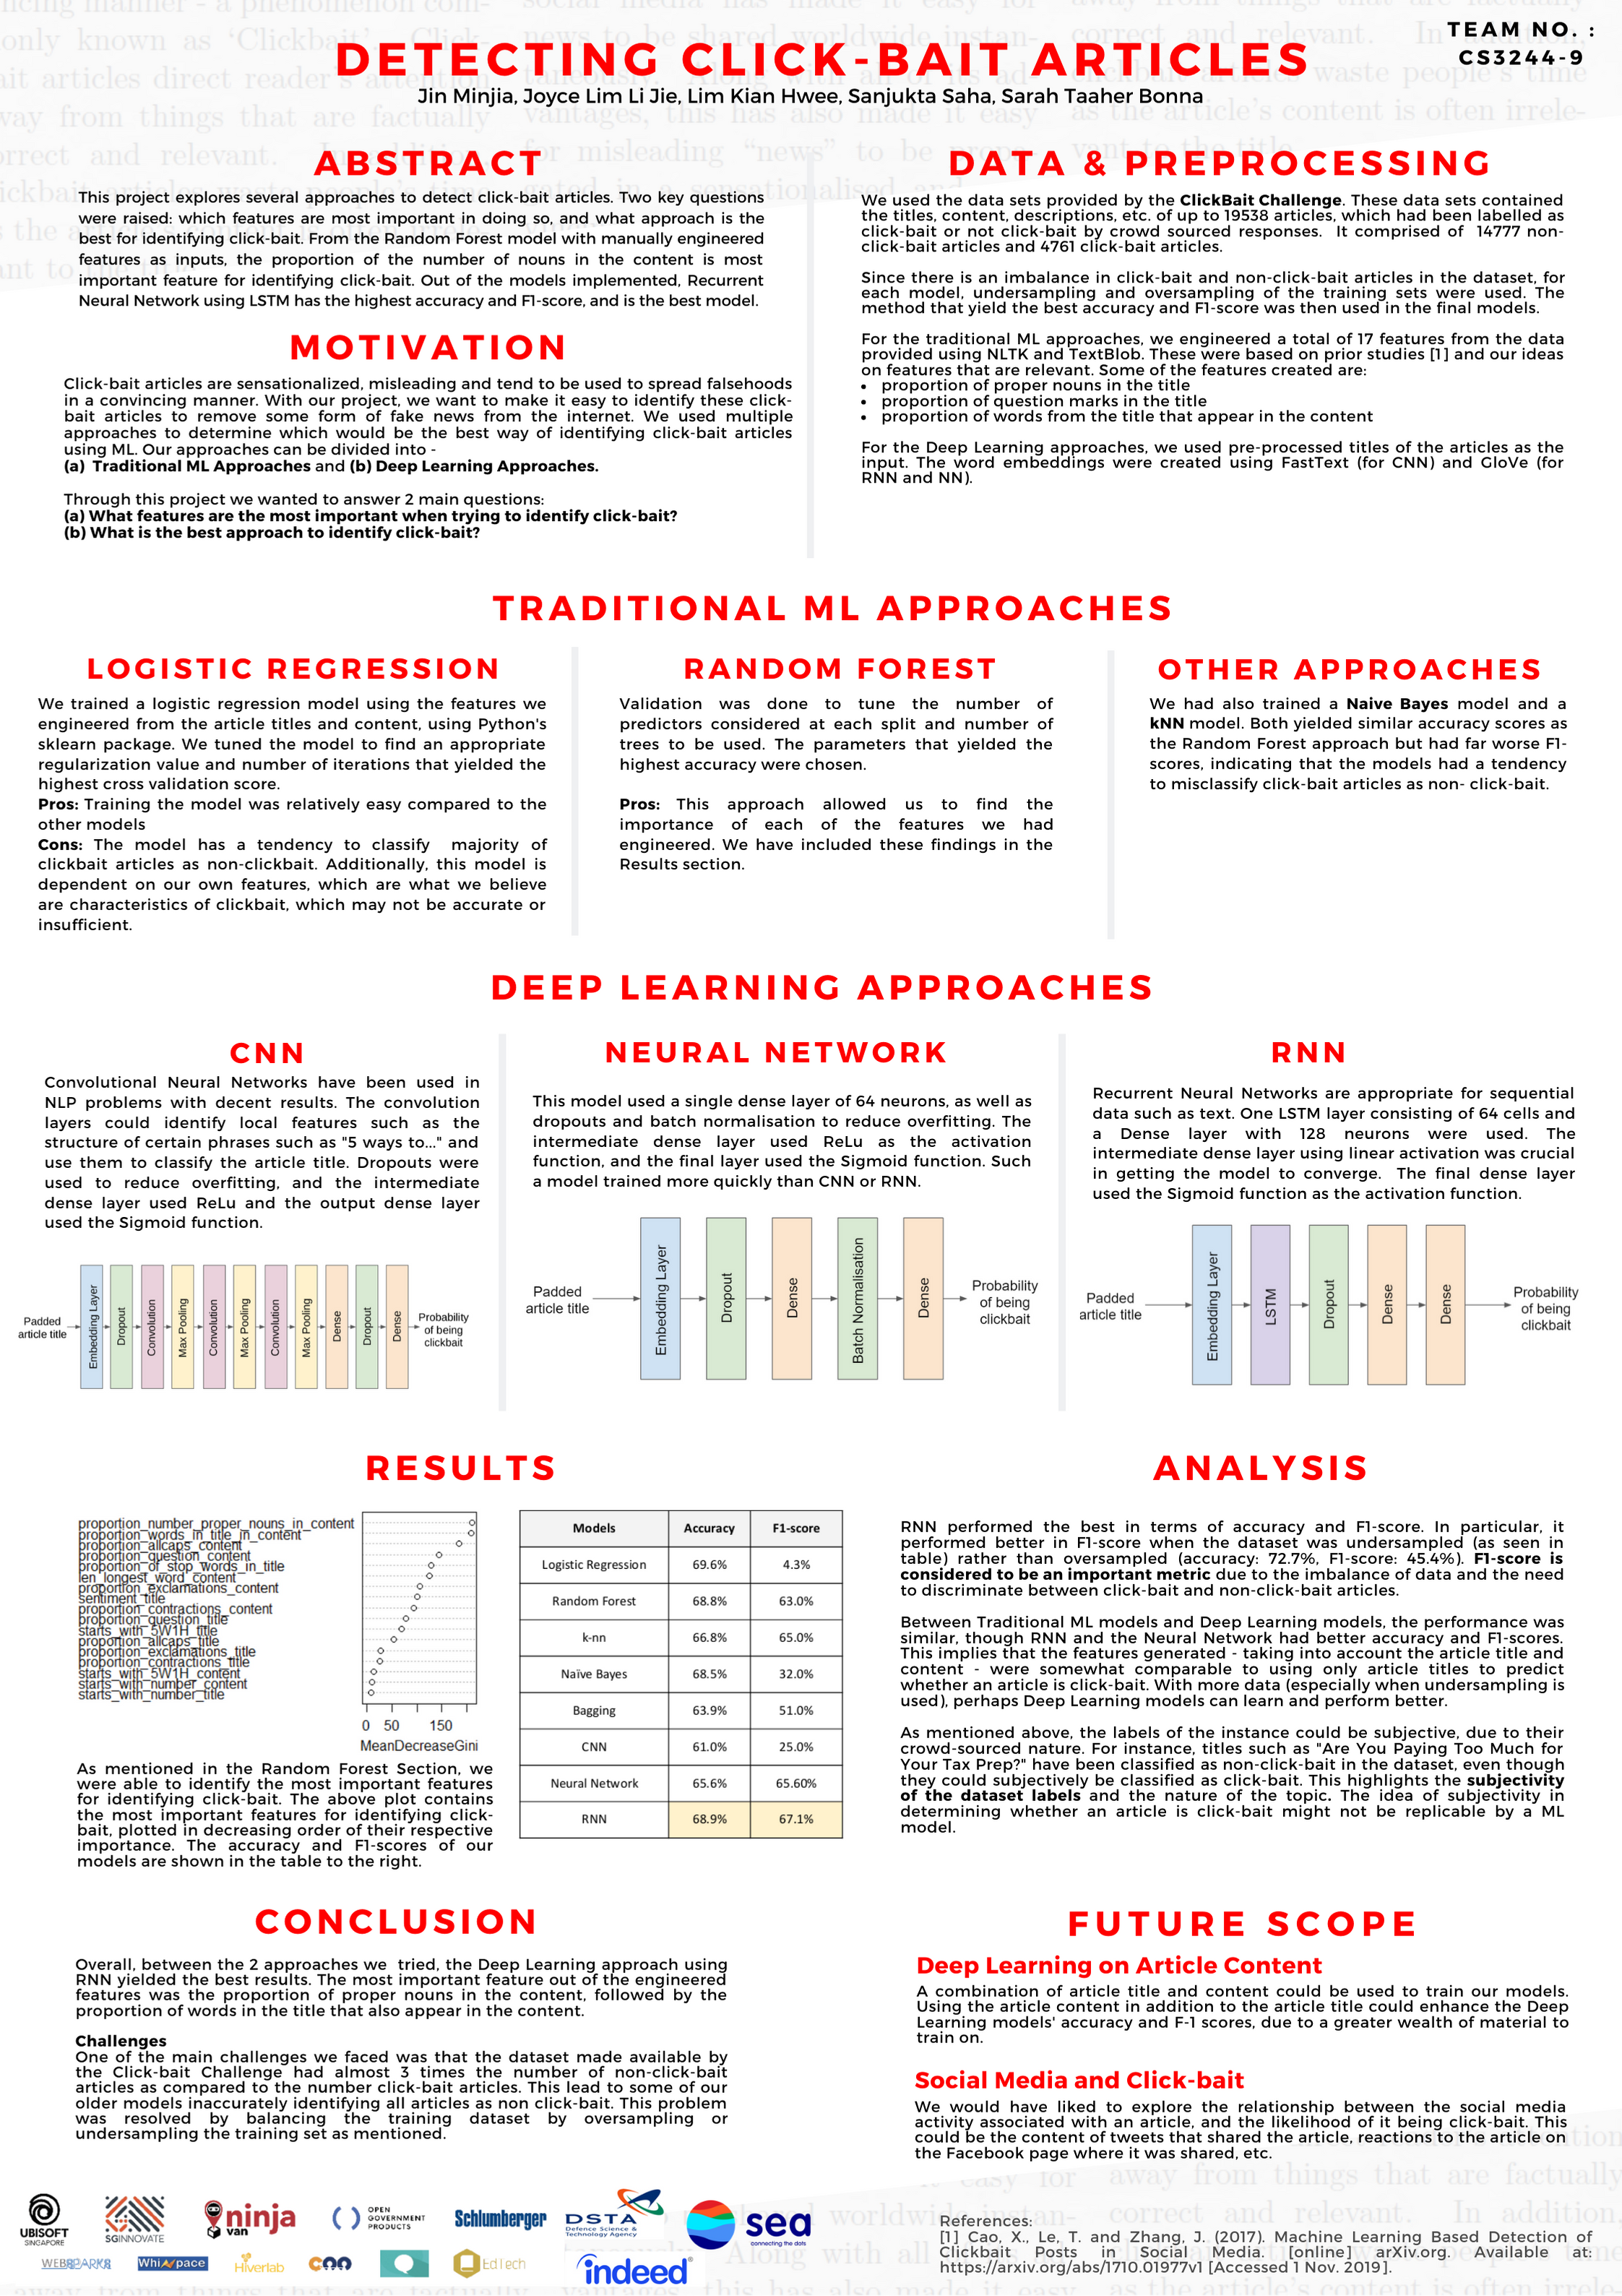 TEAM NO. :
CS3244-9
DETECTING CLICK-BAIT ARTICLES
Jin Minjia, Joyce Lim Li Jie, Lim Kian Hwee, Sanjukta Saha, Sarah Taaher Bonna
ABSTRACT
This project explores several approaches to detect click-bait articles. Two key questions
were raised: which features are most important in doing so, and what approach is the
best for identifying click-bait. From the Random Forest model with manually engineered
features as inputs, the proportion of the number of nouns in the content is most
important feature for identifying click-bait. Out of the models implemented, Recurrent
Neural Network using LSTM has the highest accuracy and F1-score, and is the best model.
MOTIVATION
Click-bait articles are sensationalized, misleading and tend to be used to spread falsehoods
in a convincing manner. With our project, we want to make it easy to identify these click-
bait articles to remove some form of fake news from the internet. We used multiple
approaches to determine which would be the best way of identifying click-bait articles
using ML. Our approaches can be divided into -
(a) Traditional ML Approaches and (b) Deep Learning Approaches.
Through this project we wanted to answer 2 main questions:
(a) What features are the most important when trying to identify click-bait?
(b) What is the best approach to identify click-bait?
DATA & PREPROCESSING
We used the data sets provided by the ClickBait Challenge. These data sets contained
the titles, content, descriptions, etc. of up to 19538 articles, which had been labelled as
click-bait or not click-bait by crowd sourced responses. It comprised of 14777 non-
click-bait articles and 4761 click-bait articles.
Since there is an imbalance in click-bait and non-click-bait articles in the dataset, for
each model, undersampling and oversampling of the training sets were used. The
method that yield the best accuracy and F1-score was then used in the final models.
For the traditional ML approaches, we engineered a total of 17 features from the data
provided using NLTK and TextBlob. These were based on prior studies [1] and our ideas
on features that are relevant. Some of the features created are:
• proportion of proper nouns in the title
• proportion of question marks in the title
• proportion of words from the title that appear in the content
For the Deep Learning approaches, we used pre-processed titles of the articles as the
input. The word embeddings were created using FastText (for CNN) and GloVe (for
RNN and NN).
TRADITIONAL ML APPROACHES
LOGISTIC REGRESSION
We trained a logistic regression model using the features we
engineered from the article titles and content, using Python's
sklearn package. We tuned the model to find an appropriate
regularization value and number of iterations that yielded the
highest cross validation score.
Pros: Training the model was relatively easy compared to the
other models
Cons: The model has a tendency to classify majority of
clickbait articles as non-clickbait. Additionally, this model is
dependent on our own features, which are what we believe
are characteristics of clickbait, which may not be accurate or
insufficient.
RANDOM FOREST
Validation was done to tune the number of
predictors considered at each split and number of
trees to be used. The parameters that yielded the
highest accuracy were chosen.
Pros: This approach allowed us to find the
importance of each of the features we had
engineered. We have included these findings in the
Results section.
OTHER APPROACHES
We had also trained a Naive Bayes model and a
kNN model. Both yielded similar accuracy scores as
the Random Forest approach but had far worse F1-
scores, indicating that the models had a tendency
to misclassify click-bait articles as non- click-bait.
DEEP LEARNING APPROACHES
CNN
Convolutional Neural Networks have been used in
NLP problems with decent results. The convolution
layers could identify local features such as the
structure of certain phrases such as "5 ways to..." and
use them to classify the article title. Dropouts were
used to reduce overfitting, and the intermediate
dense layer used ReLu and the output dense layer
used the Sigmoid function.
Padded
article title
Embedding Layer
Dropout
Convolution
Max Pooling
Convolution
Max Pooling
Convolution
Max Pooling
Dense
Dropout
Dense
Probability
of being
clickbait
NEURAL NETWORK
This model used a single dense layer of 64 neurons, as well as
dropouts and batch normalisation to reduce overfitting. The
intermediate dense layer used ReLu as the activation
function, and the final layer used the Sigmoid function. Such
a model trained more quickly than CNN or RNN.
Padded
article title
Embedding Layer
Dropout
Dense
Batch Normalisation
Dense
Probability
of being
clickbait
RNN
Recurrent Neural Networks are appropriate for sequential
data such as text. One LSTM layer consisting of 64 cells and
a Dense layer with 128 neurons were used. The
intermediate dense layer using linear activation was crucial
in getting the model to converge. The final dense layer
used the Sigmoid function as the activation function.
Padded
article title
Embedding Layer
LSTM
Dropout
Dense
Dense
Probability
of being
clickbait
RESULTS
proportion_number_proper_nouns_in_content
proportion_words_in_title_in_content
proportion_allcaps_content
proportion_question_content
proportion_of_stop_words_in_title
len_longest_word_content
proportion_exclamations_content
sentiment_title
proportion_contractions_content
proportion_question_title
starts_with_5W1H_title
proportion_allcaps_title
proportion_exclamations_title
proportion_contractions_title
starts_with_5W1H_content
starts_with_number_content
starts_with_number_title
0 50 150
MeanDecreaseGini
As mentioned in the Random Forest Section, we
were able to identify the most important features
for identifying click-bait. The above plot contains
the most important features for identifying click-
bait, plotted in decreasing order of their respective
importance. The accuracy and F1-scores of our
models are shown in the table to the right.
Models Accuracy F1-score
Logistic Regression 69.6% 4.3%
Random Forest 68.8% 63.0%
k-nn 66.8% 65.0%
Naïve Bayes 68.5% 32.0%
Bagging 63.9% 51.0%
CNN 61.0% 25.0%
Neural Network 65.6% 65.60%
RNN 68.9% 67.1%
ANALYSIS
RNN performed the best in terms of accuracy and F1-score. In particular, it
performed better in F1-score when the dataset was undersampled (as seen in
table) rather than oversampled (accuracy: 72.7%, F1-score: 45.4%). F1-score is
considered to be an important metric due to the imbalance of data and the need
to discriminate between click-bait and non-click-bait articles.
Between Traditional ML models and Deep Learning models, the performance was
similar, though RNN and the Neural Network had better accuracy and F1-scores.
This implies that the features generated - taking into account the article title and
content - were somewhat comparable to using only article titles to predict
whether an article is click-bait. With more data (especially when undersampling is
used), perhaps Deep Learning models can learn and perform better.
As mentioned above, the labels of the instance could be subjective, due to their
crowd-sourced nature. For instance, titles such as "Are You Paying Too Much for
Your Tax Prep?" have been classified as non-click-bait in the dataset, even though
they could subjectively be classified as click-bait. This highlights the subjectivity
of the dataset labels and the nature of the topic. The idea of subjectivity in
determining whether an article is click-bait might not be replicable by a ML
model.
CONCLUSION
Overall, between the 2 approaches we tried, the Deep Learning approach using
RNN yielded the best results. The most important feature out of the engineered
features was the proportion of proper nouns in the content, followed by the
proportion of words in the title that also appear in the content.
Challenges
One of the main challenges we faced was that the dataset made available by
the Click-bait Challenge had almost 3 times the number of non-click-bait
articles as compared to the number click-bait articles. This lead to some of our
older models inaccurately identifying all articles as non click-bait. This problem
was resolved by balancing the training dataset by oversampling or
undersampling the training set as mentioned.
FUTURE SCOPE
Deep Learning on Article Content
A combination of article title and content could be used to train our models.
Using the article content in addition to the article title could enhance the Deep
Learning models' accuracy and F-1 scores, due to a greater wealth of material to
train on.
Social Media and Click-bait
We would have liked to explore the relationship between the social media
activity associated with an article, and the likelihood of it being click-bait. This
could be the content of tweets that shared the article, reactions to the article on
the Facebook page where it was shared, etc.
UBISOFT
SINGAPORE
SGINNOVATE
ninja
van
OPEN
GOVERNMENT
PRODUCTS
Schlumberger
DSTA
Defence Science &
Technology Agency
sea
connecting the dots
WEBSPARKS
Whizpace
Hiverlab
EdTech
indeed
References:
[1] Cao, X., Le, T. and Zhang, J. (2017). Machine Learning Based Detection of
Clickbait Posts in Social Media. [online] arXiv.org. Available at:
https://arxiv.org/abs/1710.01977v1 [Accessed 1 Nov. 2019].